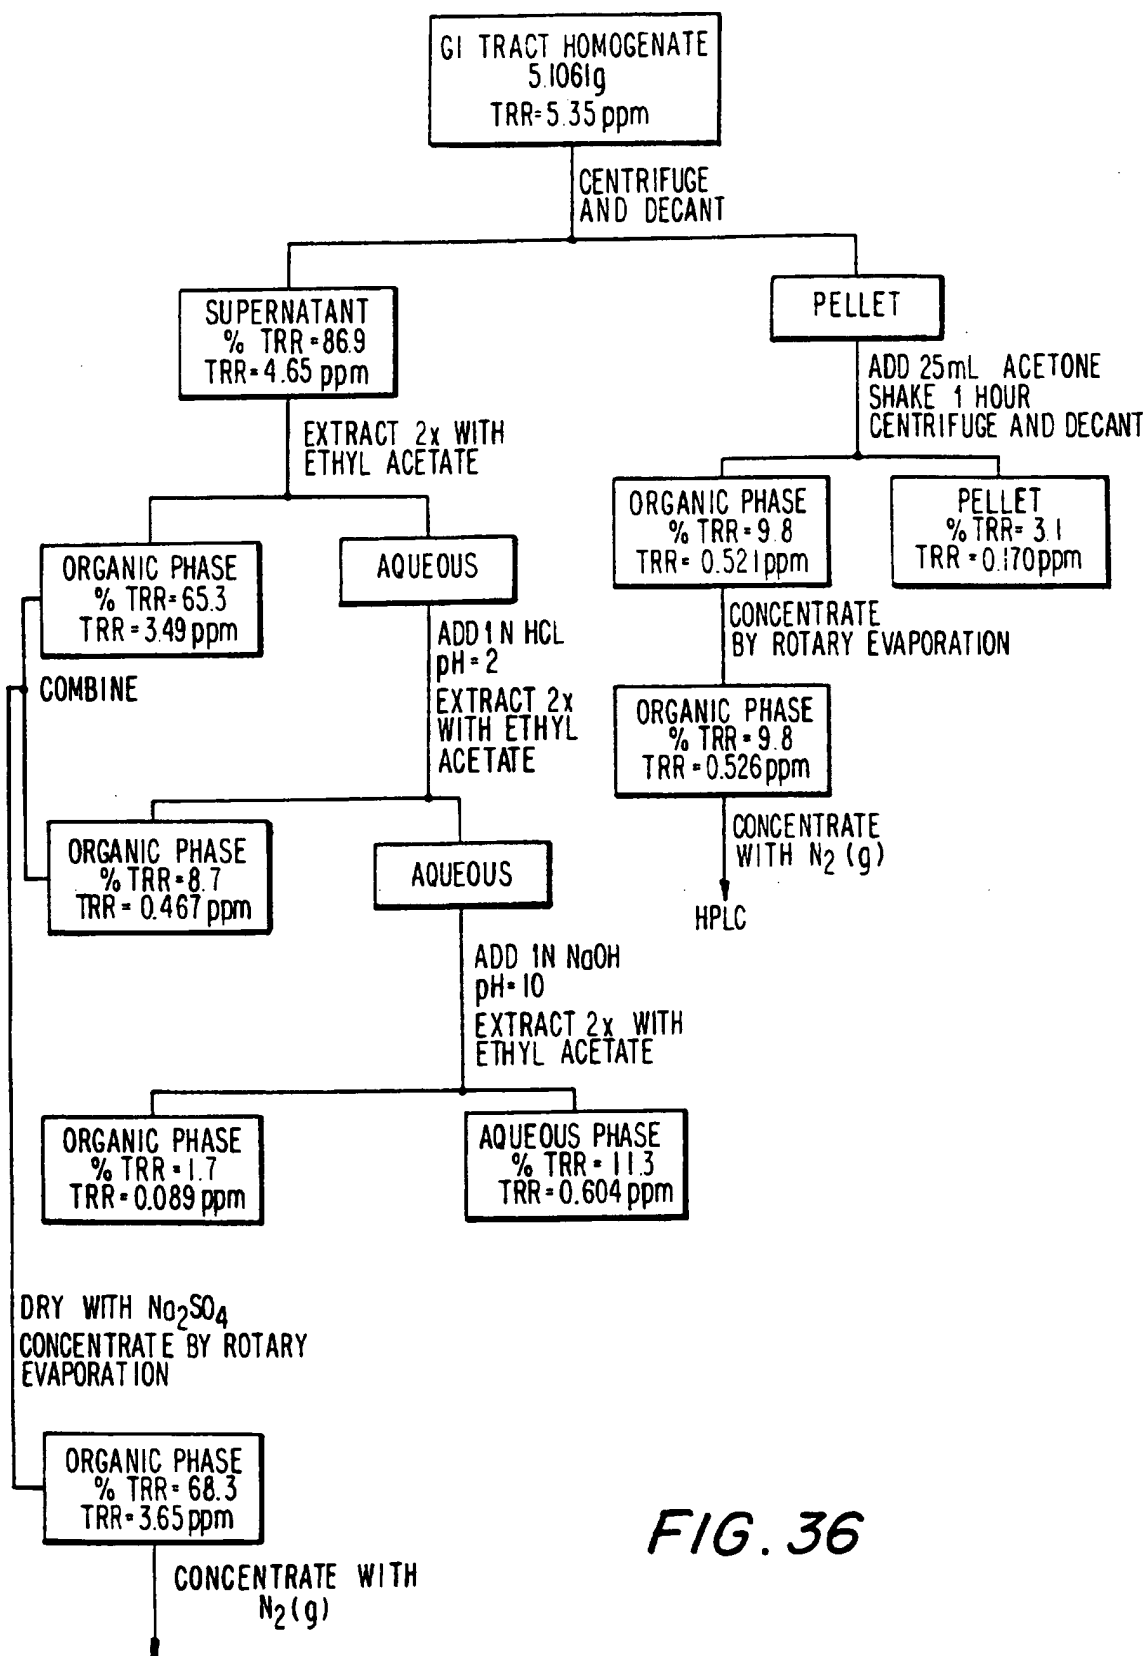 GI TRACT HOMOGENATE
5.1061g
TRR=5.35 ppm
CENTRIFUGE
AND DECANT
SUPERNATANT
% TRR=86.9
TRR=4.65 ppm
PELLET
ADD 25mL ACETONE
SHAKE 1 HOUR
CENTRIFUGE AND DECANT
EXTRACT 2x WITH
ETHYL ACETATE
ORGANIC PHASE
% TRR=9.8
TRR=0.521ppm
PELLET
% TRR=3.1
TRR=0.170ppm
ORGANIC PHASE
% TRR=65.3
TRR=3.49 ppm
AQUEOUS
CONCENTRATE
BY ROTARY EVAPORATION
ADD 1N HCL
pH=2
EXTRACT 2x
WITH ETHYL
ACETATE
COMBINE
ORGANIC PHASE
% TRR=9.8
TRR=0.526ppm
CONCENTRATE
WITH N2 (g)
HPLC
ORGANIC PHASE
% TRR=8.7
TRR=0.467 ppm
AQUEOUS
ADD 1N NaOH
pH=10
EXTRACT 2x WITH
ETHYL ACETATE
ORGANIC PHASE
% TRR=1.7
TRR=0.089 ppm
AQUEOUS PHASE
% TRR=11.3
TRR=0.604 ppm
DRY WITH Na2SO4
CONCENTRATE BY ROTARY
EVAPORATION
ORGANIC PHASE
% TRR=68.3
TRR=3.65 ppm
CONCENTRATE WITH
N2(g)
FIG. 36